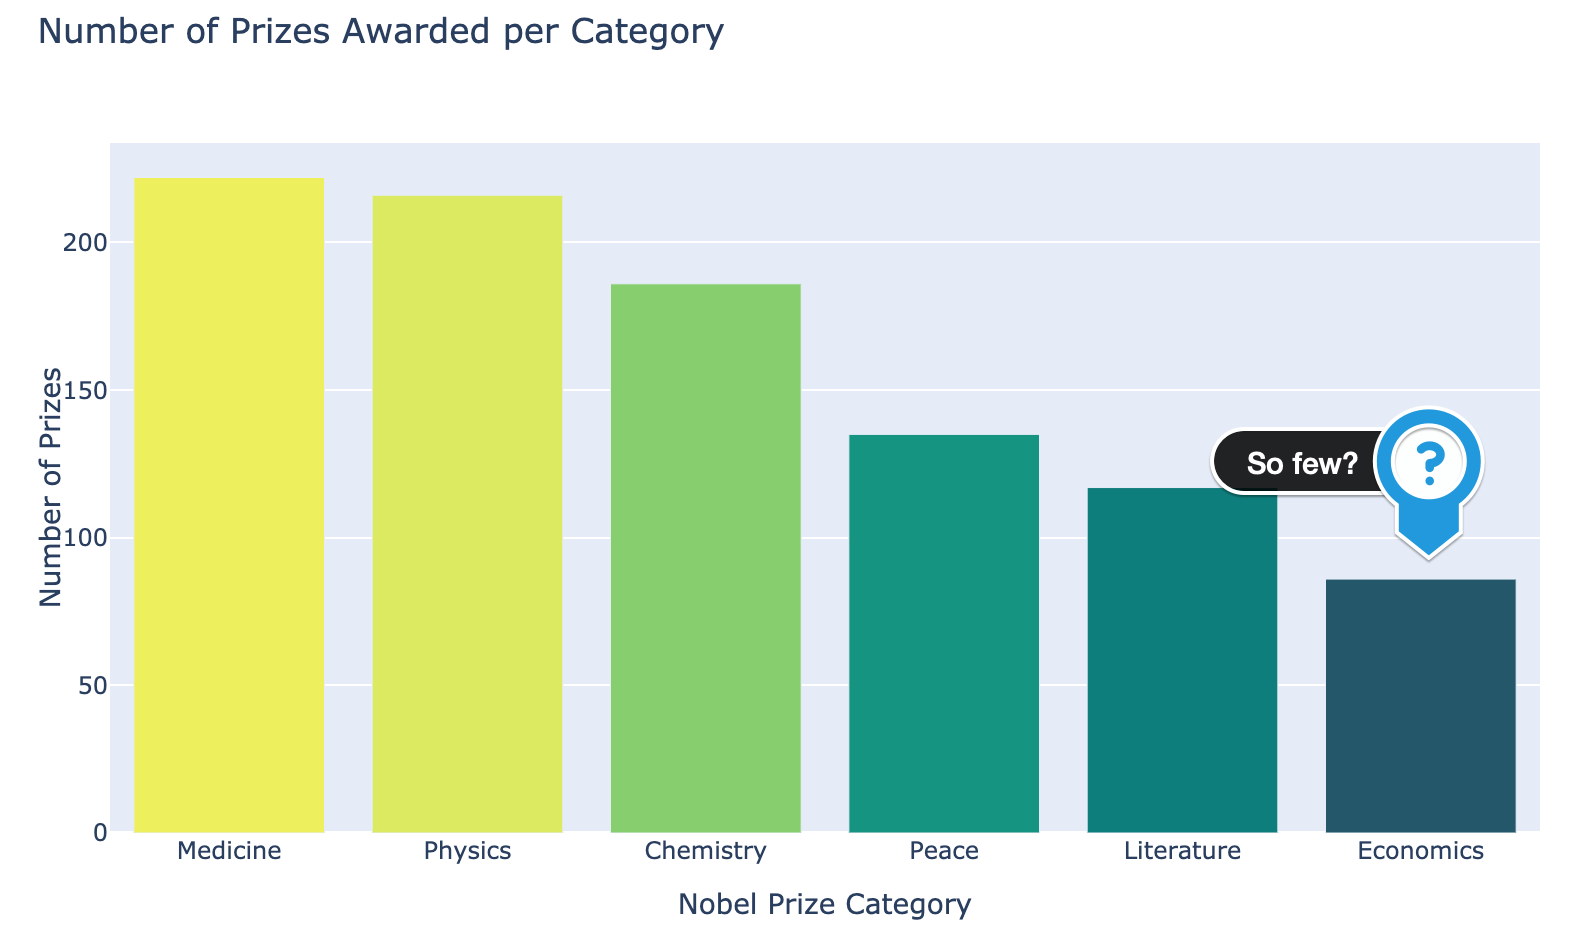 Number of Prizes Awarded per Category
Number of Prizes
200
150
100
50
0
So few?
?
Medicine Physics Chemistry Peace Literature Economics
Nobel Prize Category